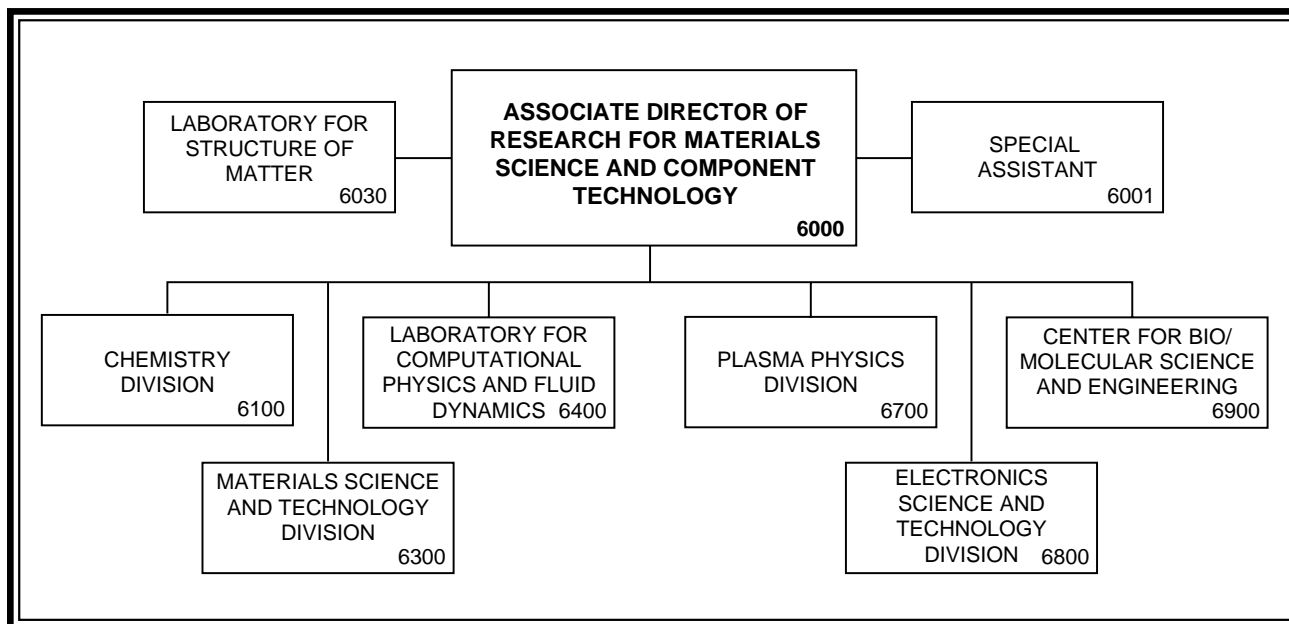 LABORATORY FOR
STRUCTURE OF
MATTER
6030
ASSOCIATE DIRECTOR OF
RESEARCH FOR MATERIALS
SCIENCE AND COMPONENT
TECHNOLOGY
6000
SPECIAL
ASSISTANT
6001
CHEMISTRY
DIVISION
6100
LABORATORY FOR
COMPUTATIONAL
PHYSICS AND FLUID
DYNAMICS 6400
PLASMA PHYSICS
DIVISION
6700
CENTER FOR BIO/
MOLECULAR SCIENCE
AND ENGINEERING
6900
MATERIALS SCIENCE
AND TECHNOLOGY
DIVISION
6300
ELECTRONICS
SCIENCE AND
TECHNOLOGY
DIVISION 6800